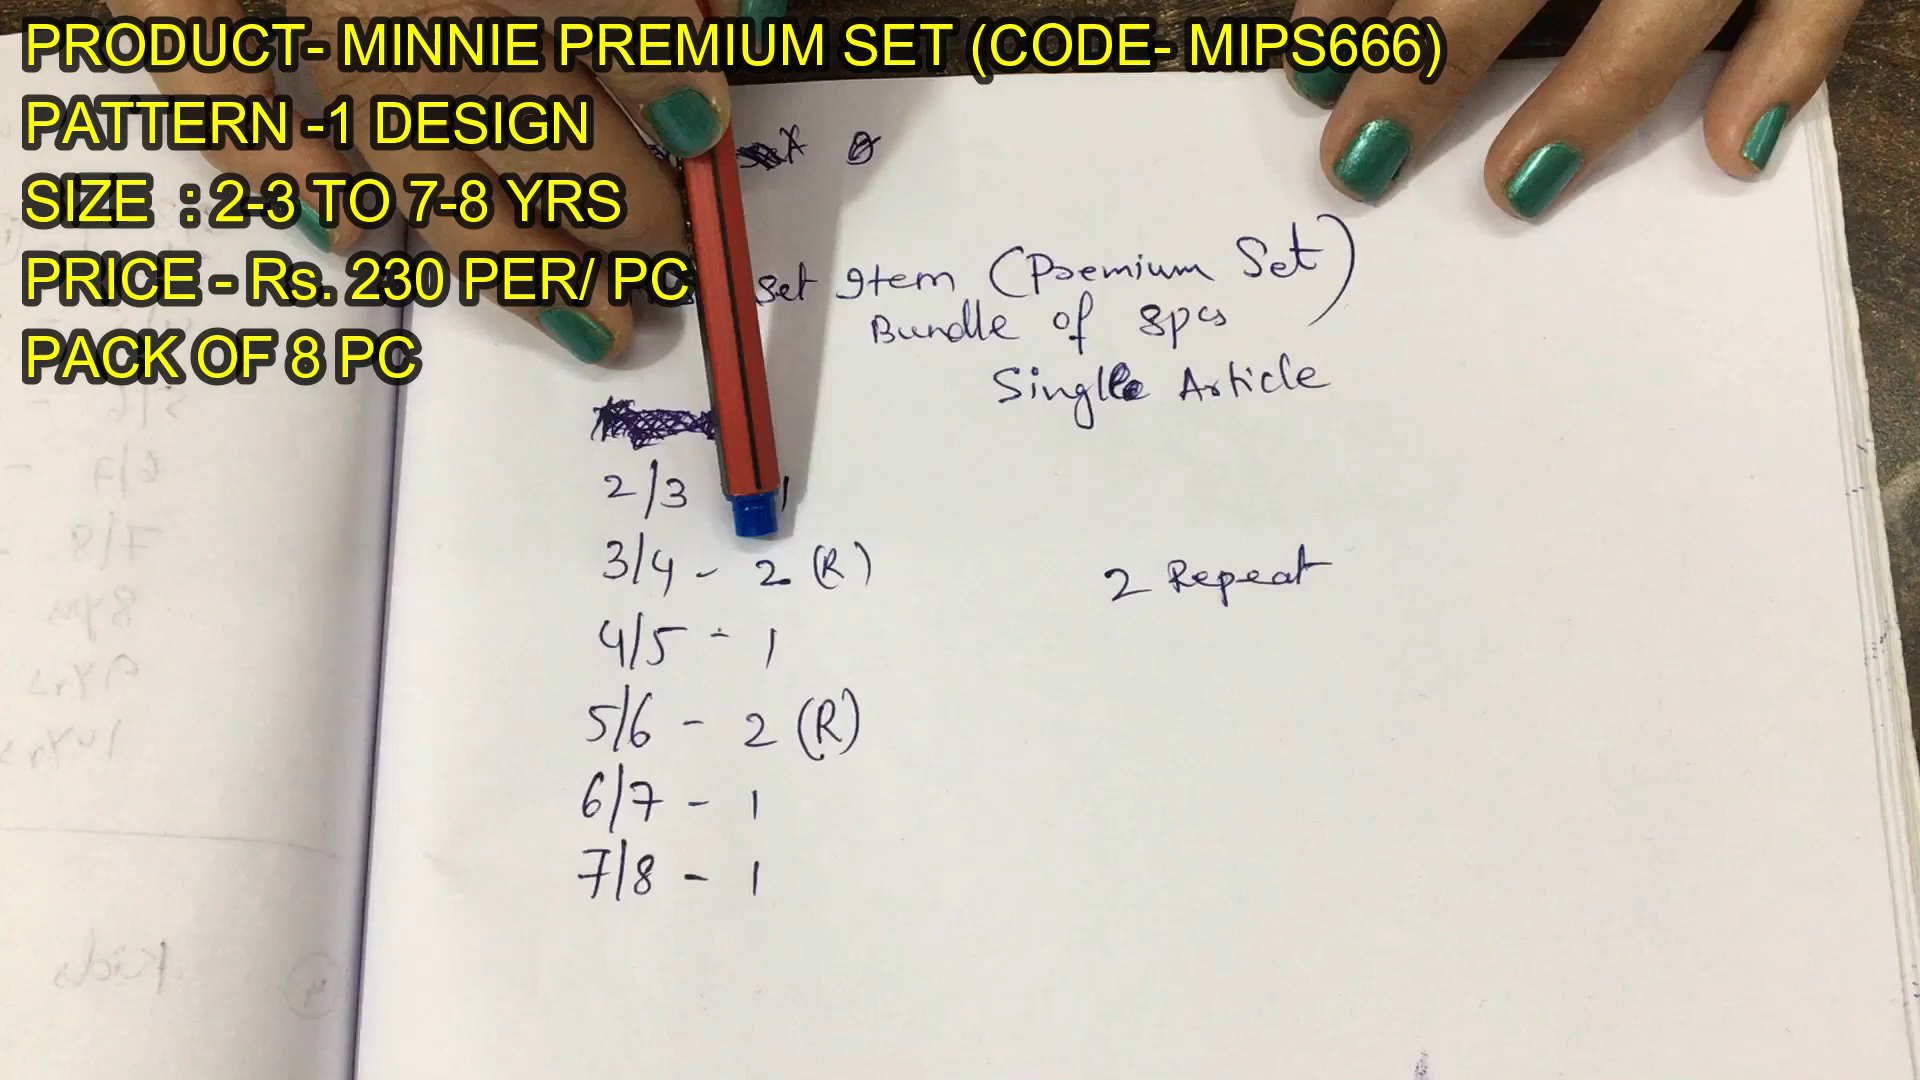 PRODUCT- MINNIE PREMIUM SET (CODE- MIPS666)
PATTERN -1 DESIGN
SIZE : 2-3 TO 7-8 YRS
PRICE - Rs. 230 PER/ PC
PACK OF 8 PC
Set Item (Premium Set)
Bundle of 8pcs
Single Article
2/3 1
3/4 - 2 (R)
2 Repeat
4/5 - 1
5/6 - 2 (R)
6/7 - 1
7/8 - 1